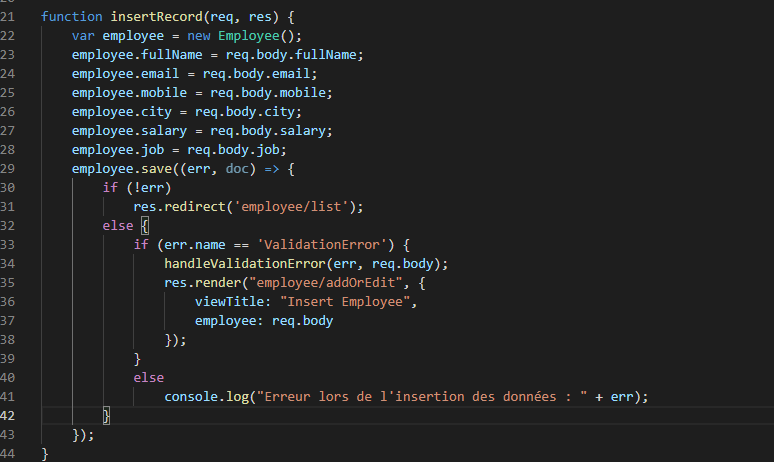 21 function insertRecord(req, res) {
22 var employee = new Employee();
23 employee.fullName = req.body.fullName;
24 employee.email = req.body.email;
25 employee.mobile = req.body.mobile;
26 employee.city = req.body.city;
27 employee.salary = req.body.salary;
28 employee.job = req.body.job;
29 employee.save((err, doc) => {
30 if (!err)
31 res.redirect('employee/list');
32 else {
33 if (err.name == 'ValidationError') {
34 handleValidationError(err, req.body);
35 res.render("employee/addOrEdit", {
36 viewTitle: "Insert Employee",
37 employee: req.body
38 });
39 }
40 else
41 console.log("Erreur lors de l'insertion des données : " + err);
42 }
43 });
44 }